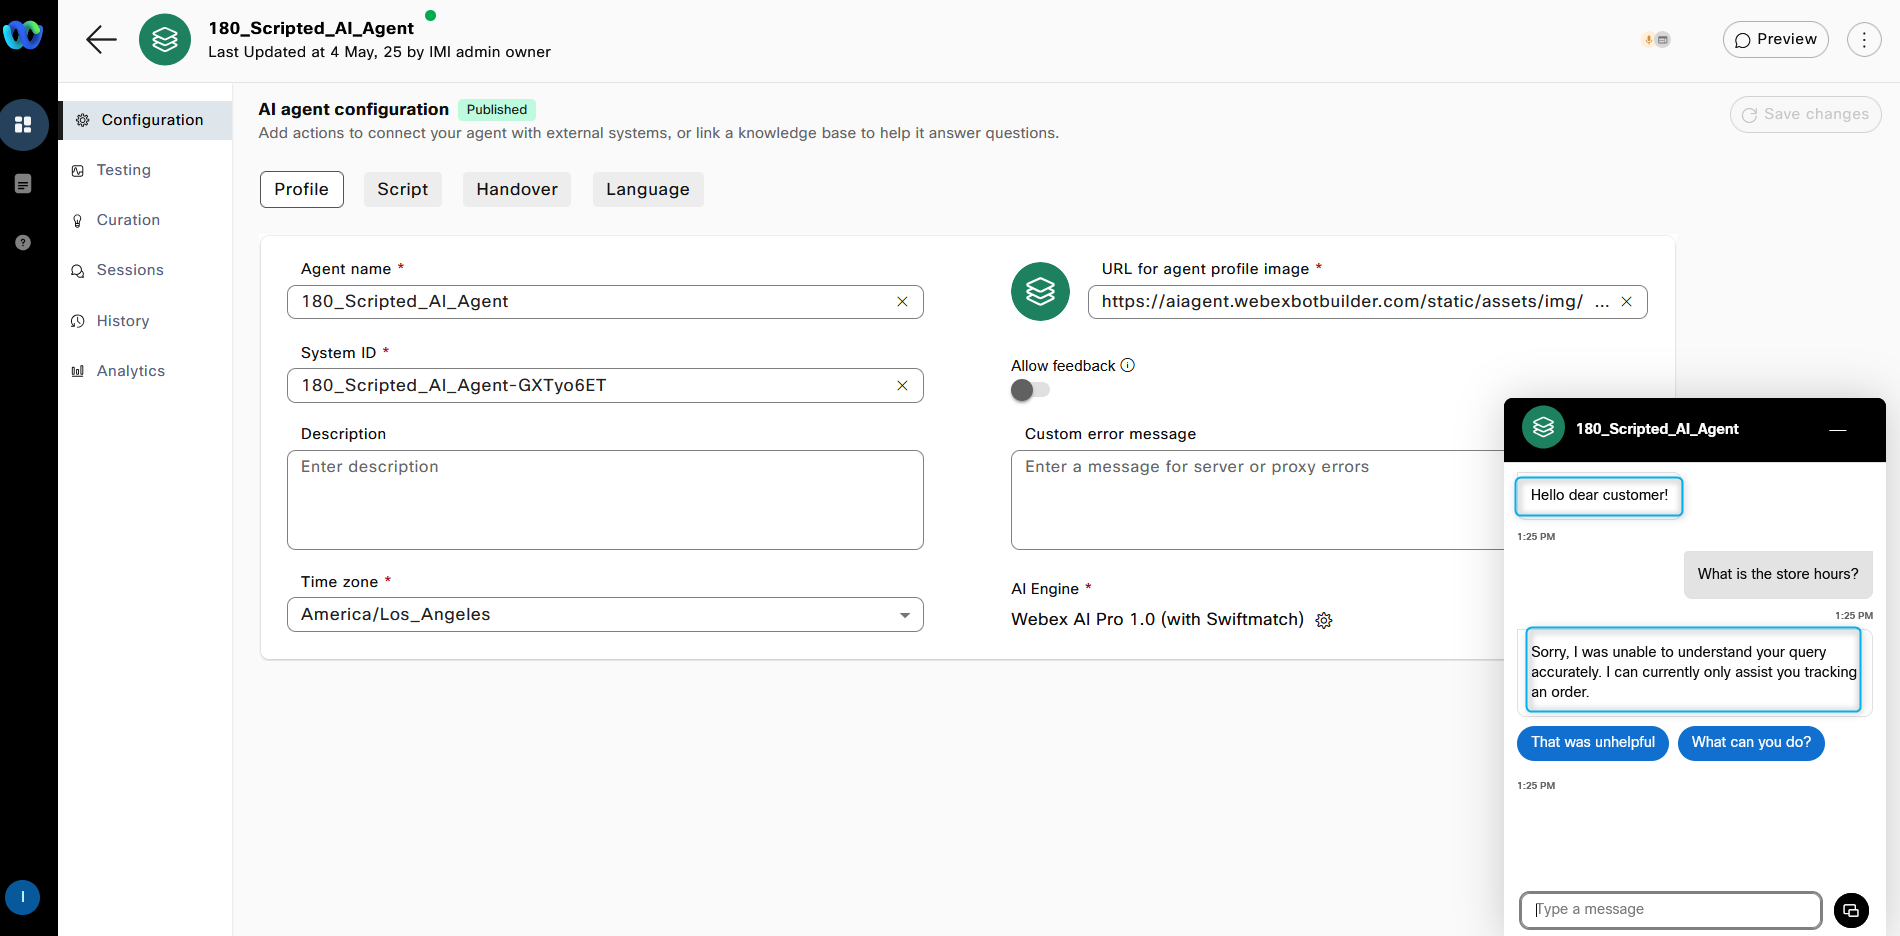 180_Scripted_AI_Agent
Last Updated at 4 May, 25 by IMI admin owner
Preview
Configuration
Testing
Curation
Sessions
History
Analytics
I
AI agent configuration Published
Add actions to connect your agent with external systems, or link a knowledge base to help it answer questions.
Save changes
Profile Script Handover Language
Agent name *
180_Scripted_AI_Agent
URL for agent profile image *
https://aiagent.webexbotbuilder.com/static/assets/img/ ...
System ID *
180_Scripted_AI_Agent-GXTyo6ET
Allow feedback
Description
Enter description
Custom error message
Enter a message for server or proxy errors
Time zone *
America/Los_Angeles
AI Engine *
Webex AI Pro 1.0 (with Swiftmatch)
180_Scripted_AI_Agent
Hello dear customer!
1:25 PM
What is the store hours?
1:25 PM
Sorry, I was unable to understand your query
accurately. I can currently only assist you tracking
an order.
That was unhelpful What can you do?
1:25 PM
Type a message